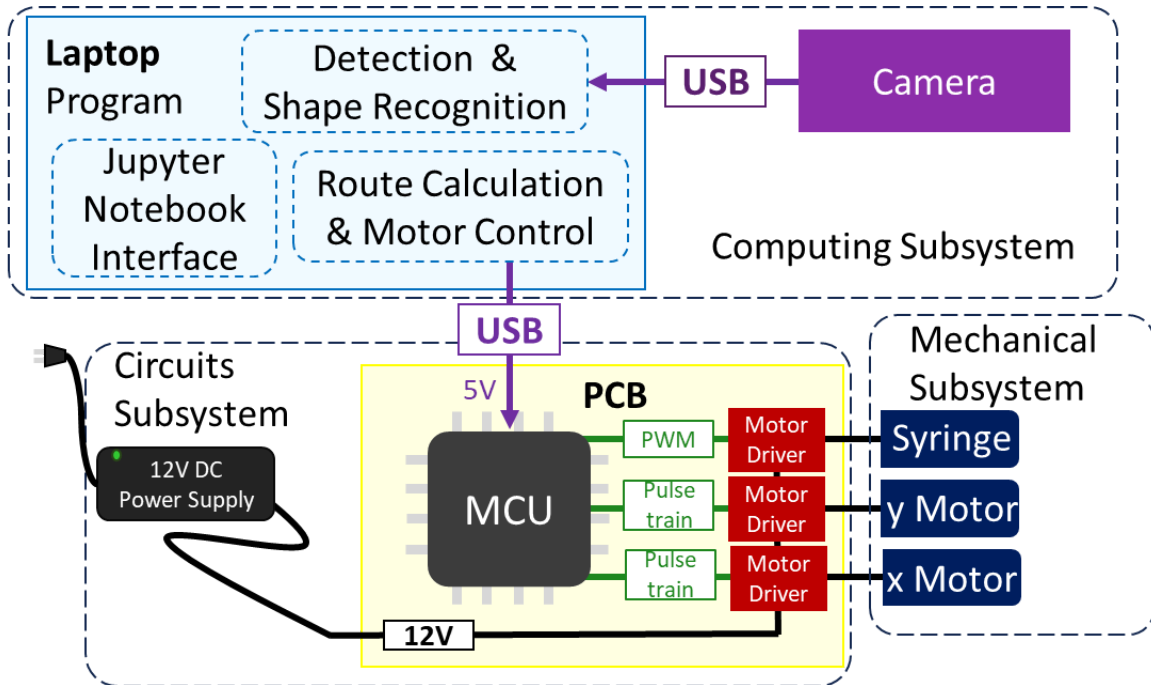 Laptop
Program
Detection &
Shape Recognition
USB
Camera
Jupyter
Notebook
Interface
Route Calculation
& Motor Control
Computing Subsystem
USB
Circuits
Subsystem
Mechanical
Subsystem
5V
PCB
12V DC
Power Supply
MCU
PWM
Motor
Driver
Syringe
Pulse
train
Motor
Driver
y Motor
Pulse
train
Motor
Driver
x Motor
12V